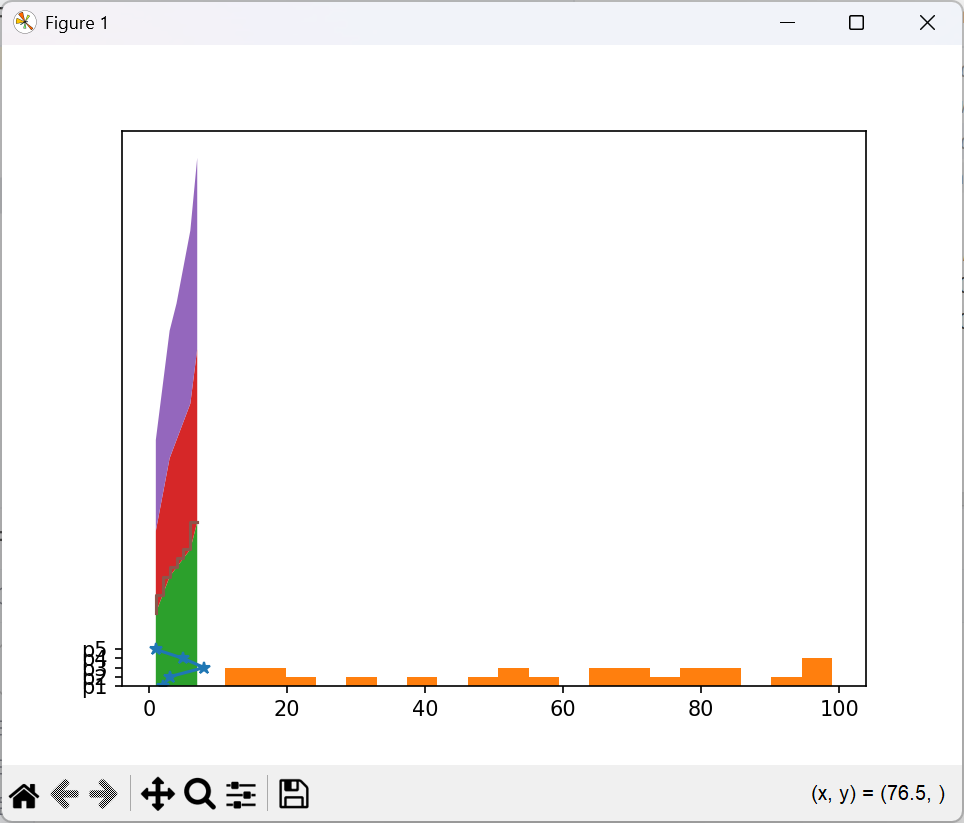 Figure 1
p5
p4
p3
p2
p1
0 20 40 60 80 100
(x, y) = (76.5, )